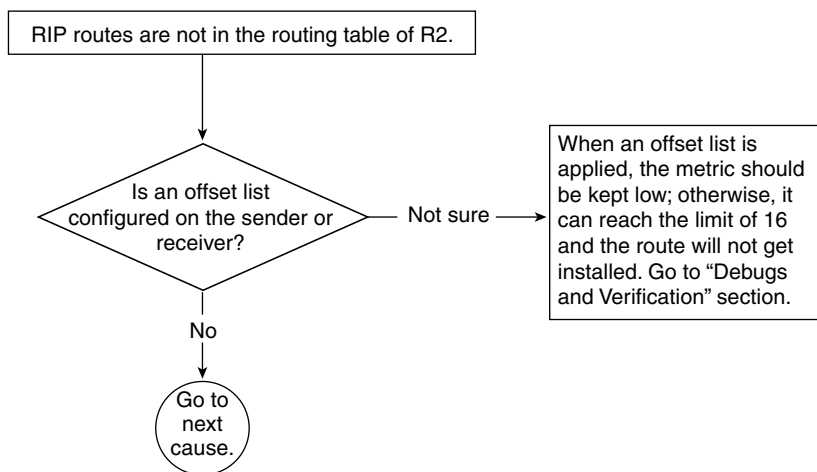 RIP routes are not in the routing table of R2.
Is an offset list
configured on the sender or
receiver?
Not sure
When an offset list is
applied, the metric should
be kept low; otherwise, it
can reach the limit of 16
and the route will not get
installed. Go to “Debugs
and Verification” section.
No
Go to
next
cause.